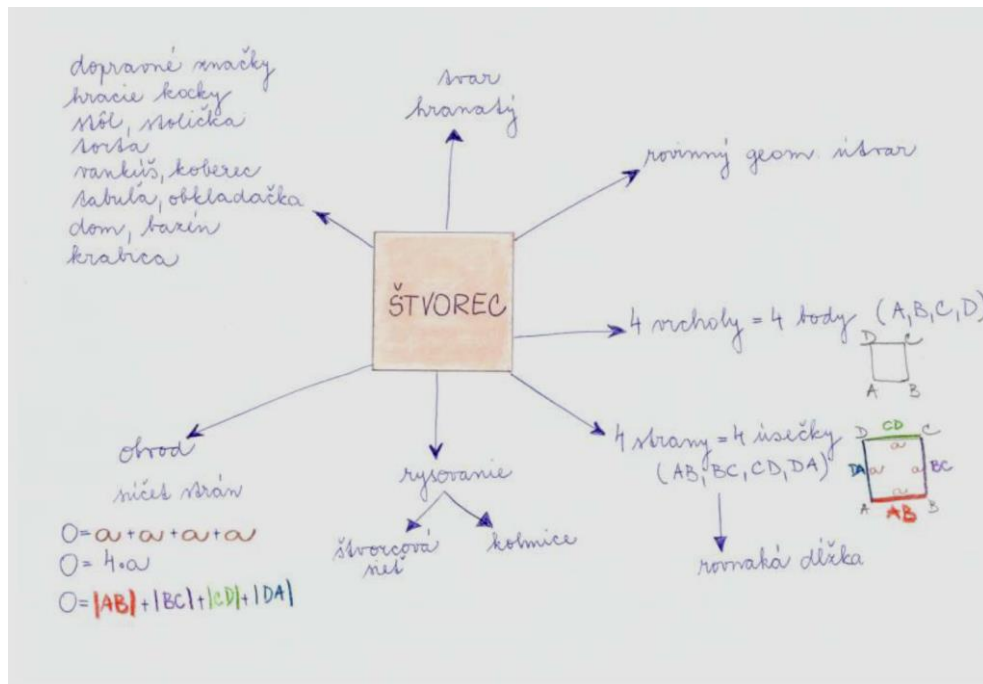 dopravné značky
hracie kocky
stôl, stolička
torta
vankúš, koberec
tabuľa, obkladačka
dom, bazén
krabica
tvar
hranatý
rovinný geom. útvar
ŠTVOREC
4 vrcholy = 4 body (A,B,C,D)
D C
A B
4 strany = 4 úsečky
(AB, BC, CD, DA)
D CD C
a
DA a a BC
a
A AB B
rovnaká dĺžka
obvod
súčet strán
O = a + a + a + a
O = 4·a
O = |AB| + |BC| + |CD| + |DA|
rysovanie
štvorcová
sieť
kolmice